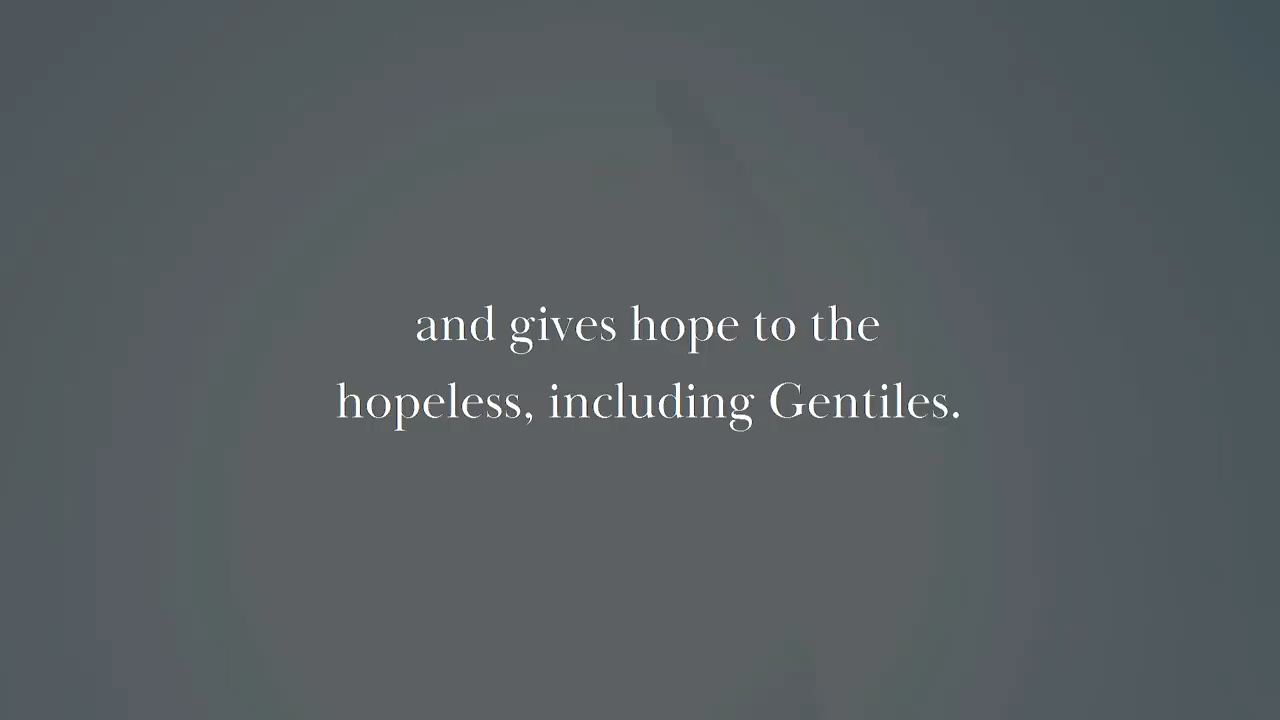 and gives hope to the
hopeless, including Gentiles.